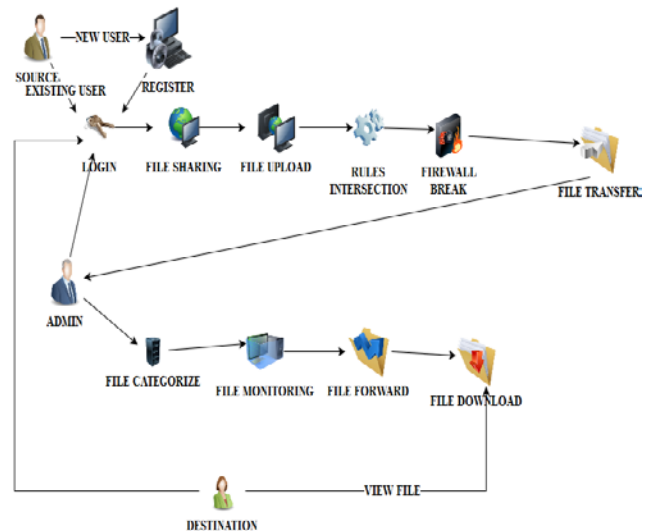 NEW USER
SOURCE
EXISTING USER
REGISTER
LOGIN
FILE SHARING
FILE UPLOAD
RULES
INTERSECTION
FIREWALL
BREAK
FILE TRANSFER
ADMIN
FILE CATEGORIZE
FILE MONITORING
FILE FORWARD
FILE DOWNLOAD
VIEW FILE
DESTINATION